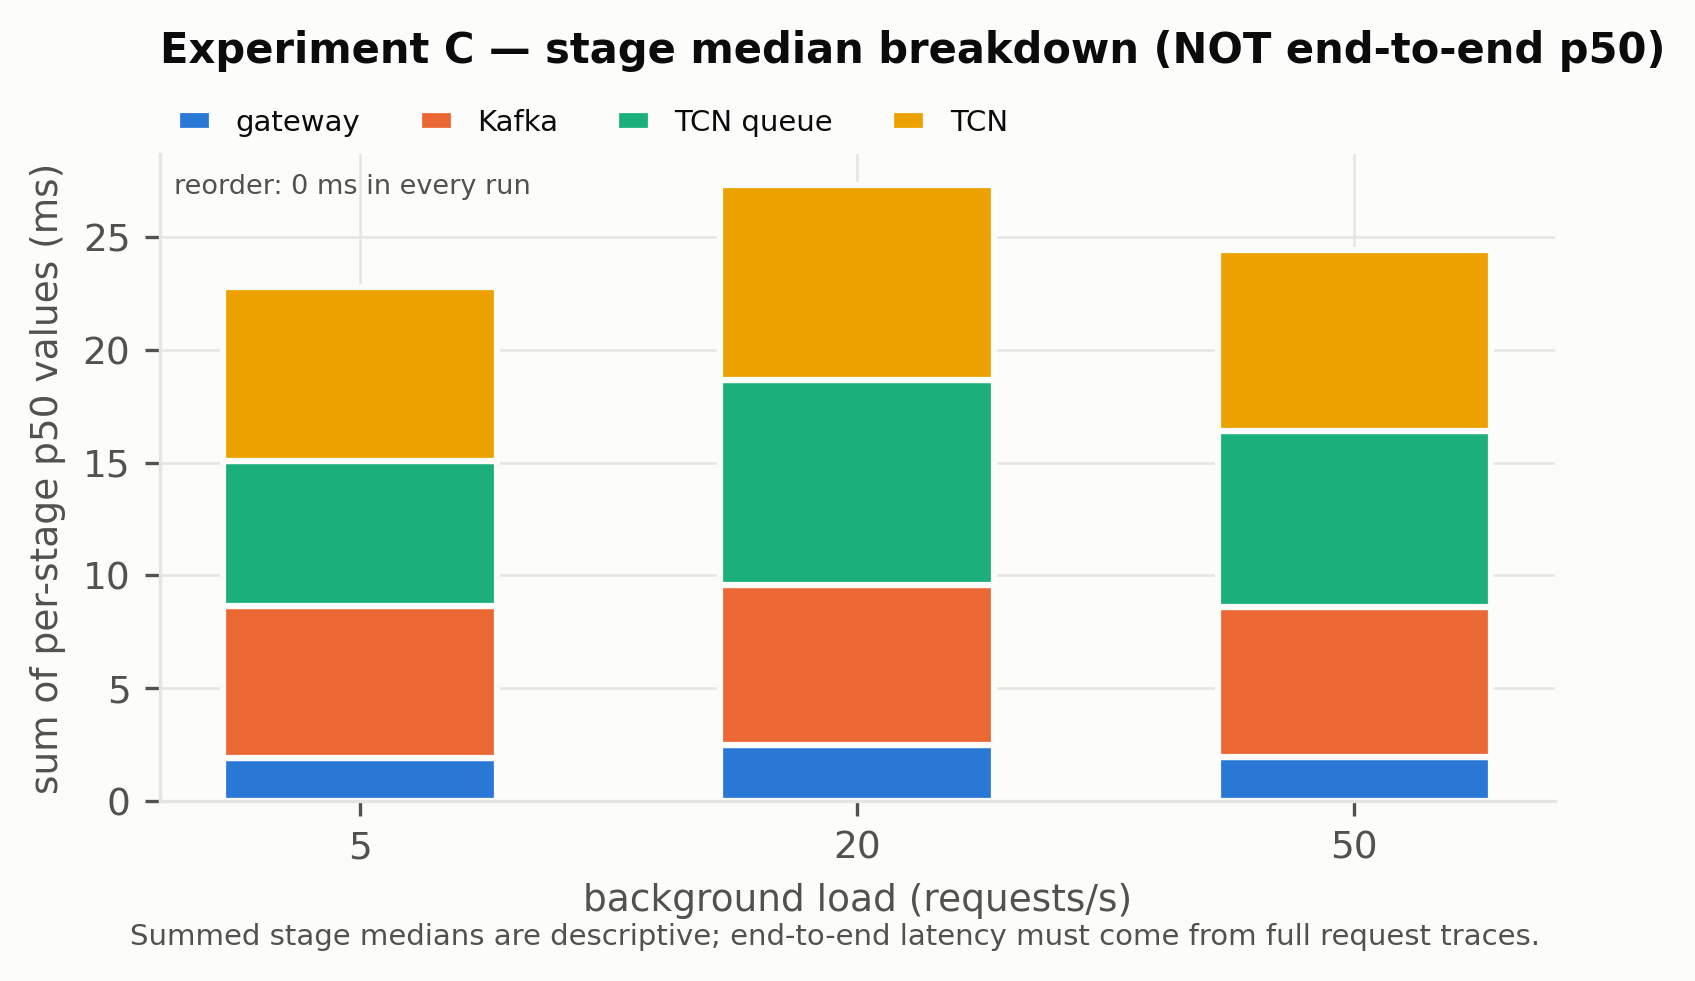 Experiment C — stage median breakdown (NOT end-to-end p50)
gateway Kafka TCN queue TCN
reorder: 0 ms in every run
sum of per-stage p50 values (ms)
25
20
15
10
5
0
5 20 50
background load (requests/s)
Summed stage medians are descriptive; end-to-end latency must come from full request traces.